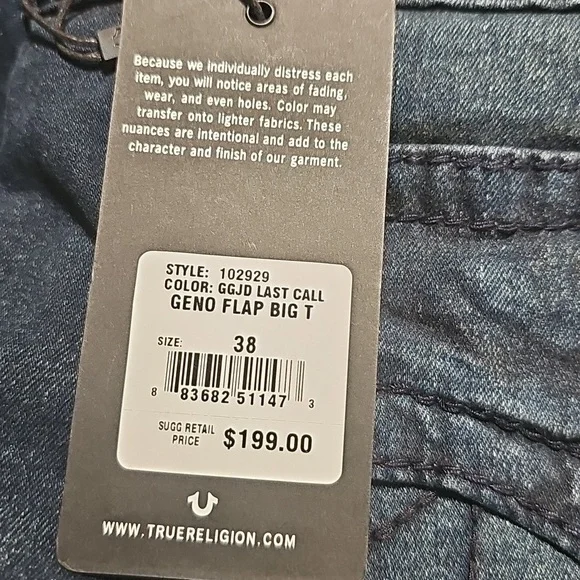 Because we individually distress each
item, you will notice areas of fading,
wear, and even holes. Color may
transfer onto lighter fabrics. These
nuances are intentional and add to the
character and finish of our garment.
STYLE: 102929
COLOR: GGJD LAST CALL
GENO FLAP BIG T
SIZE: 38
8 83682 51147 3
SUGG RETAIL
PRICE $199.00
WWW.TRUERELIGION.COM